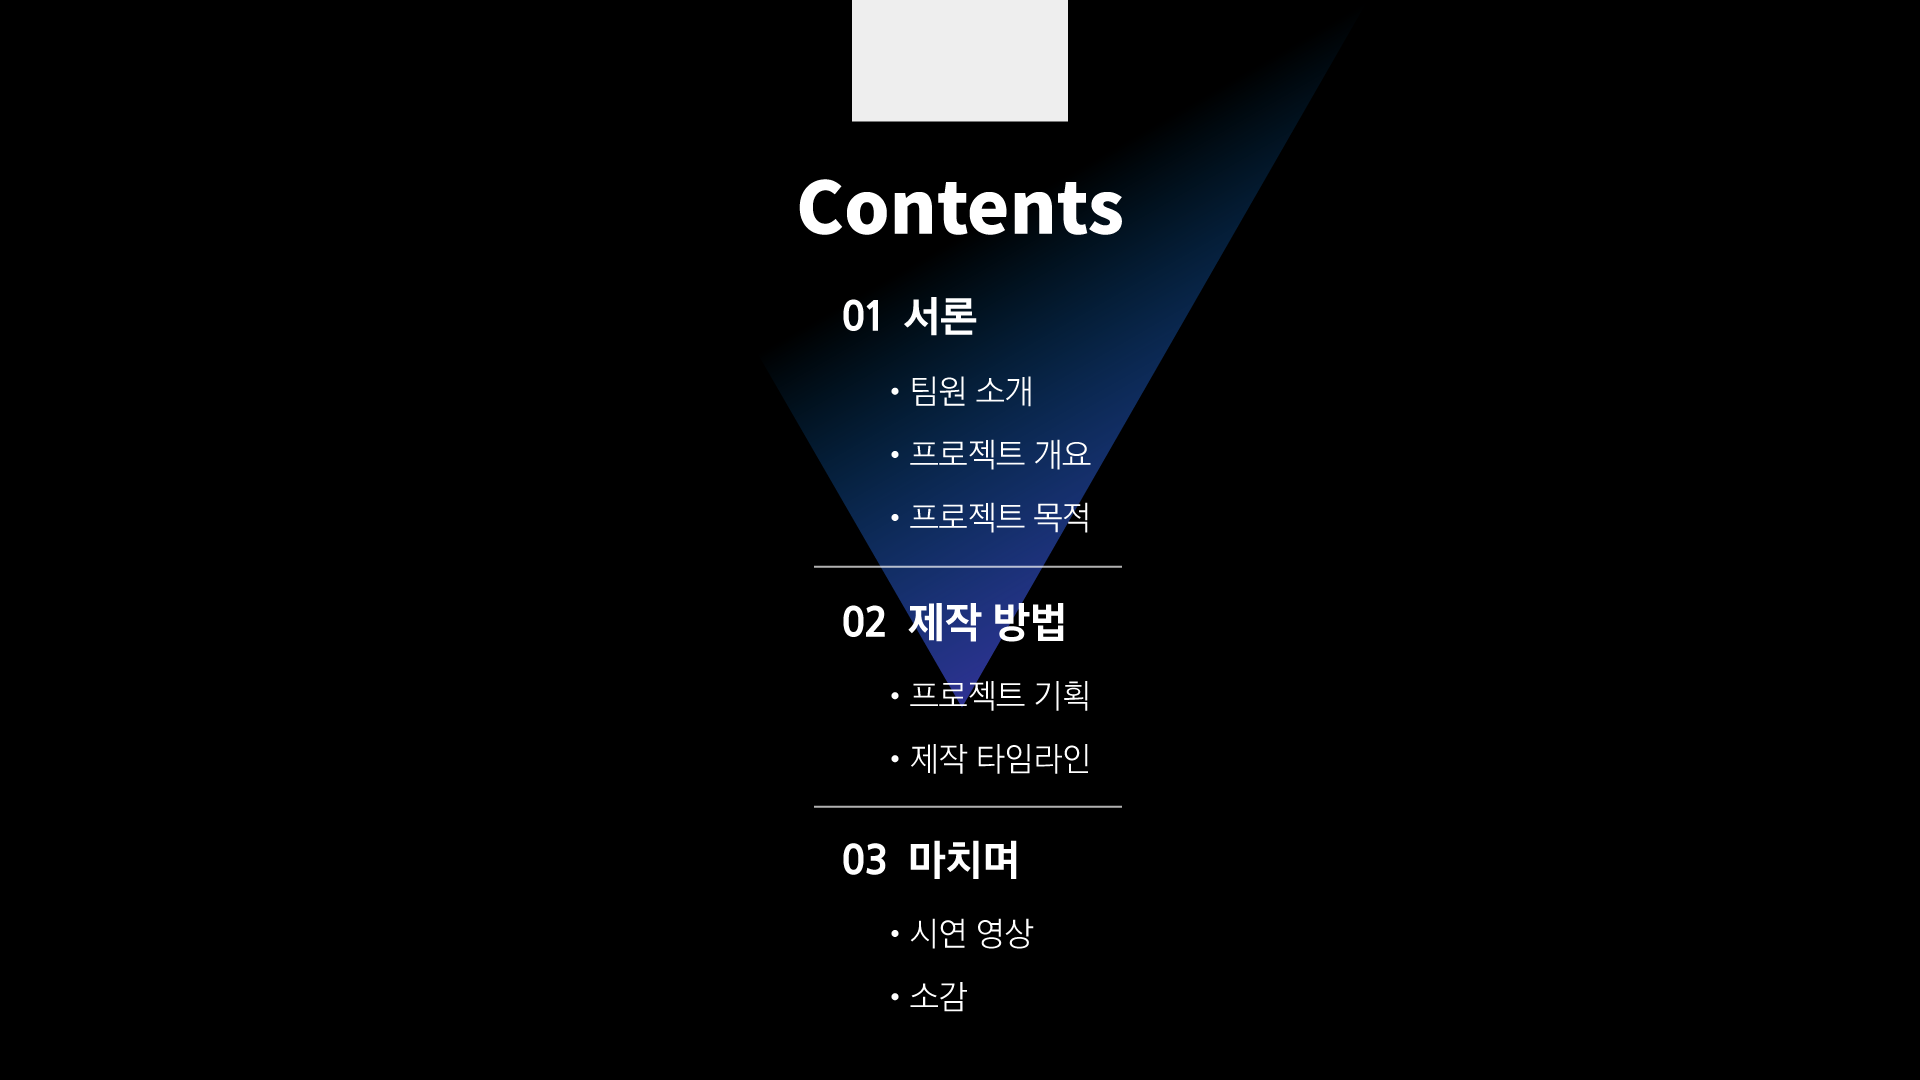 Contents
01 서론
• 팀원 소개
• 프로젝트 개요
• 프로젝트 목적
02 제작 방법
• 프로젝트 기획
• 제작 타임라인
03 마치며
• 시연 영상
• 소감